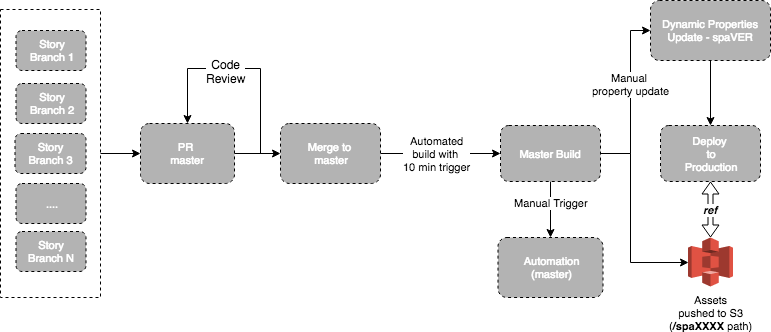 Story
Branch 1
Story
Branch 2
Story
Branch 3
....
Story
Branch N
Code
Review
PR
master
Merge to
master
Automated
build with
10 min trigger
Master Build
Manual Trigger
Automation
(master)
Manual
property update
Dynamic Properties
Update - spaVER
Deploy
to
Production
ref
Assets
pushed to S3
(/spaXXXX path)